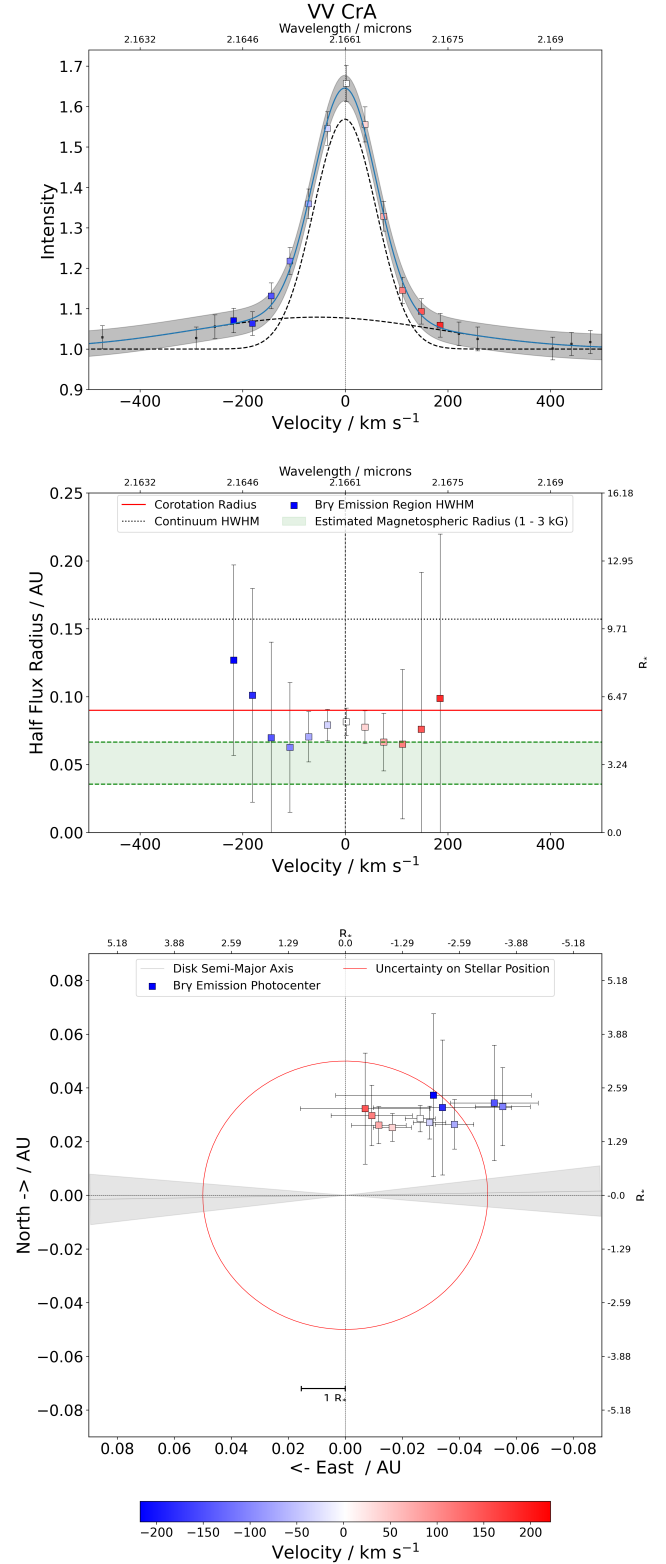 VV CrA
Wavelength / microns
2.1632 2.1646 2.1661 2.1675 2.169
1.7
1.6
1.5
1.4
1.3
1.2
1.1
1.0
0.9
Intensity
−400 −200 0 200 400
Velocity / km s⁻¹
Wavelength / microns
2.1632 2.1646 2.1661 2.1675 2.169
Corotation Radius
Continuum HWHM
Brγ Emission Region HWHM
Estimated Magnetospheric Radius (1 - 3 kG)
0.25
0.20
0.15
0.10
0.05
0.00
Half Flux Radius / AU
16.18
12.95
9.71
6.47
3.24
0.0
R*
−400 −200 0 200 400
Velocity / km s⁻¹
R*
5.18 3.88 2.59 1.29 0.0 -1.29 -2.59 -3.88 -5.18
Disk Semi-Major Axis
Brγ Emission Photocenter
Uncertainty on Stellar Position
0.08
0.06
0.04
0.02
0.00
−0.02
−0.04
−0.06
−0.08
North -> / AU
5.18
3.88
2.59
1.29
-0.0
-1.29
-2.59
-3.88
-5.18
R*
1 R*
0.08 0.06 0.04 0.02 0.00 −0.02 −0.04 −0.06 −0.08
<- East / AU
−200 −150 −100 −50 0 50 100 150 200
Velocity / km s⁻¹